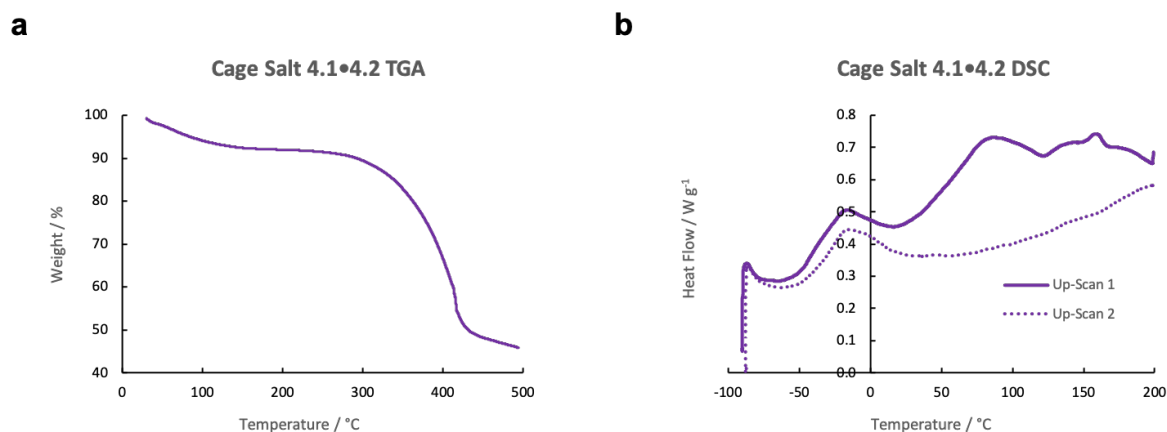 a
Cage Salt 4.1•4.2 TGA
100
90
80
70
60
50
40
Weight / %
0
100
200
300
400
500
Temperature / °C
b
Cage Salt 4.1•4.2 DSC
0.8
0.7
0.6
0.5
0.4
0.3
0.2
0.1
0.0
Heat Flow / W g⁻¹
Up-Scan 1
Up-Scan 2
-100
-50
0
50
100
150
200
Temperature / °C